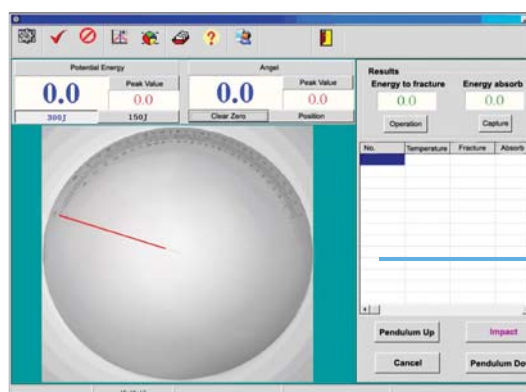 Potential Energy
Angel
0.0
Peak Value
0.0
0.0
Peak Value
0.0
300J
150J
Clear Zero
Position
Results
Energy to fracture
Energy absorb
0.0
0.0
Operation
Capture
No.
Temperature
Fracture
Absorb
Pendulum Up
Impact
Cancel
Pendulum Do